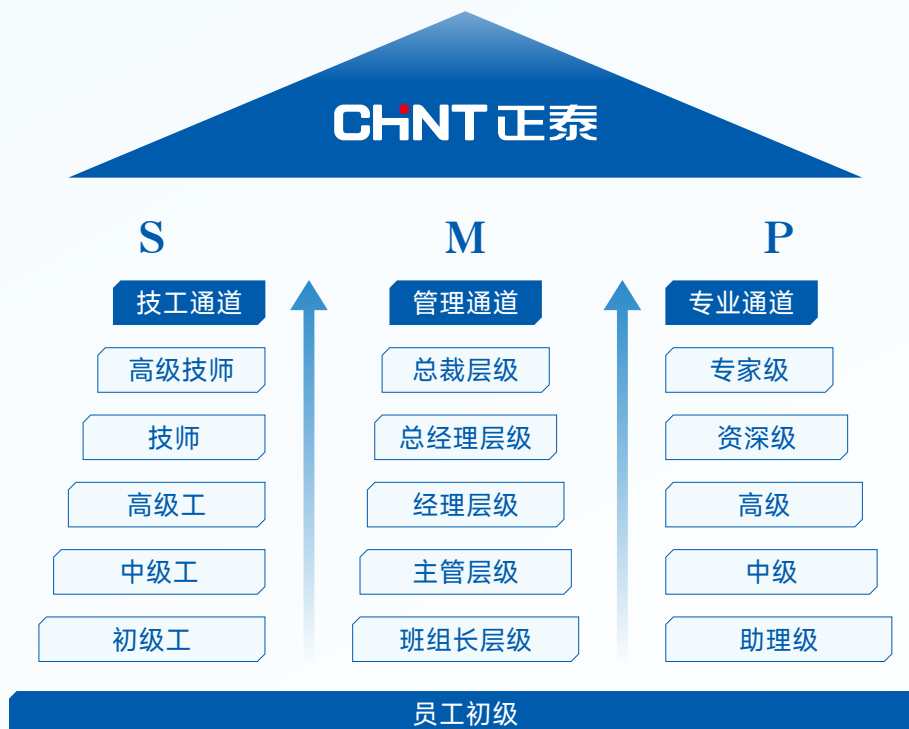 CHNT 正泰
S
M
P
技工通道
管理通道
专业通道
高级技师
总裁层级
专家级
技师
总经理层级
资深级
高级工
经理层级
高级
中级工
主管层级
中级
初级工
班组长层级
助理级
员工初级